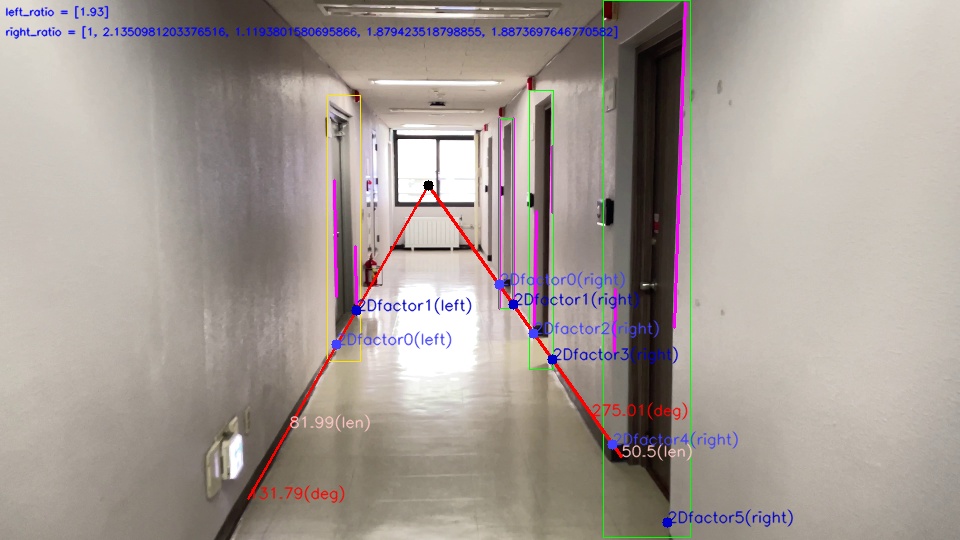 left_ratio = [1.93]
right_ratio = [1, 2.1350981203376516, 1.1193801580695866, 1.879423518798855, 1.8873697646770582]
2Dfactor0(right)
2Dfactor1(right)
2Dfactor1(left)
2Dfactor2(right)
2Dfactor0(left)
2Dfactor3(right)
275.01(deg)
81.99(len)
2Dfactor4(right)
50.5(len)
131.79(deg)
2Dfactor5(right)